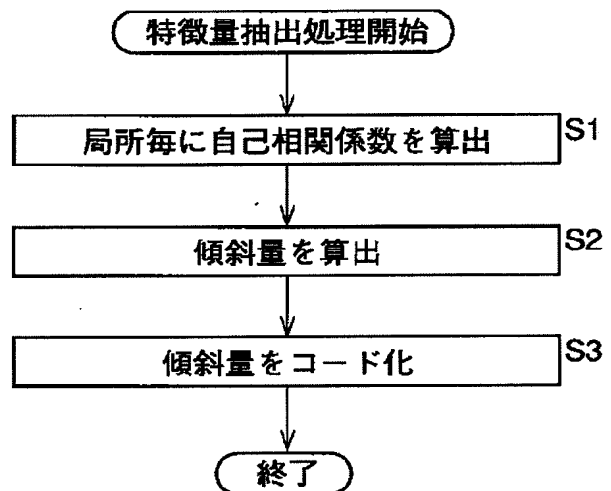 特徴量抽出処理開始
局所毎に自己相関係数を算出
S1
傾斜量を算出
S2
傾斜量をコード化
S3
終了